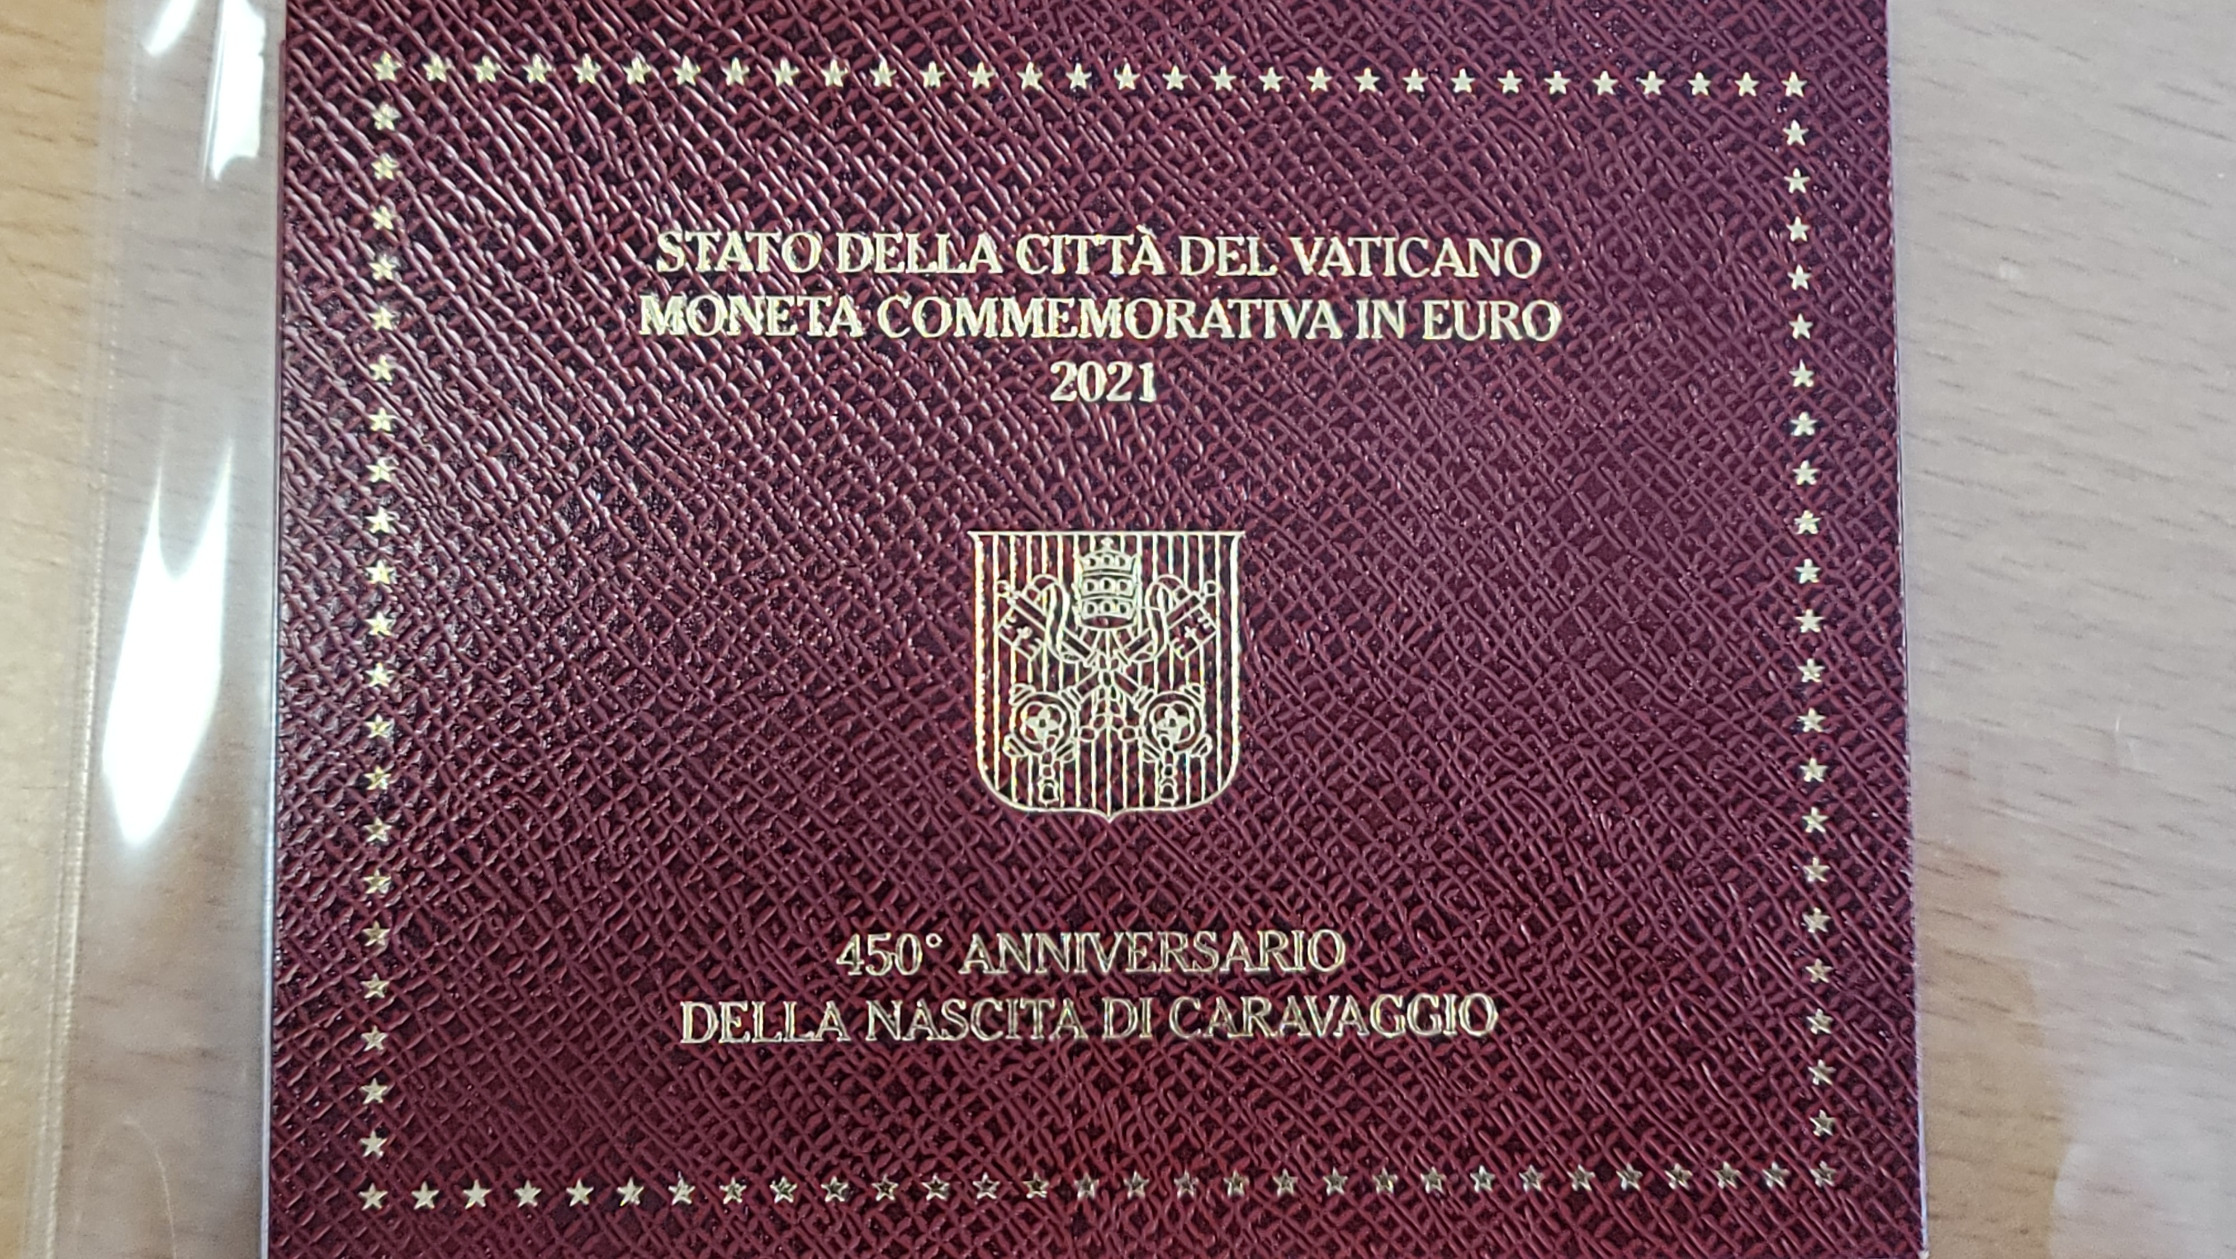 STATO DELLA CITTÀ DEL VATICANO
MONETA COMMEMORATIVA IN EURO
2021
450° ANNIVERSARIO
DELLA NASCITA DI CARAVAGGIO